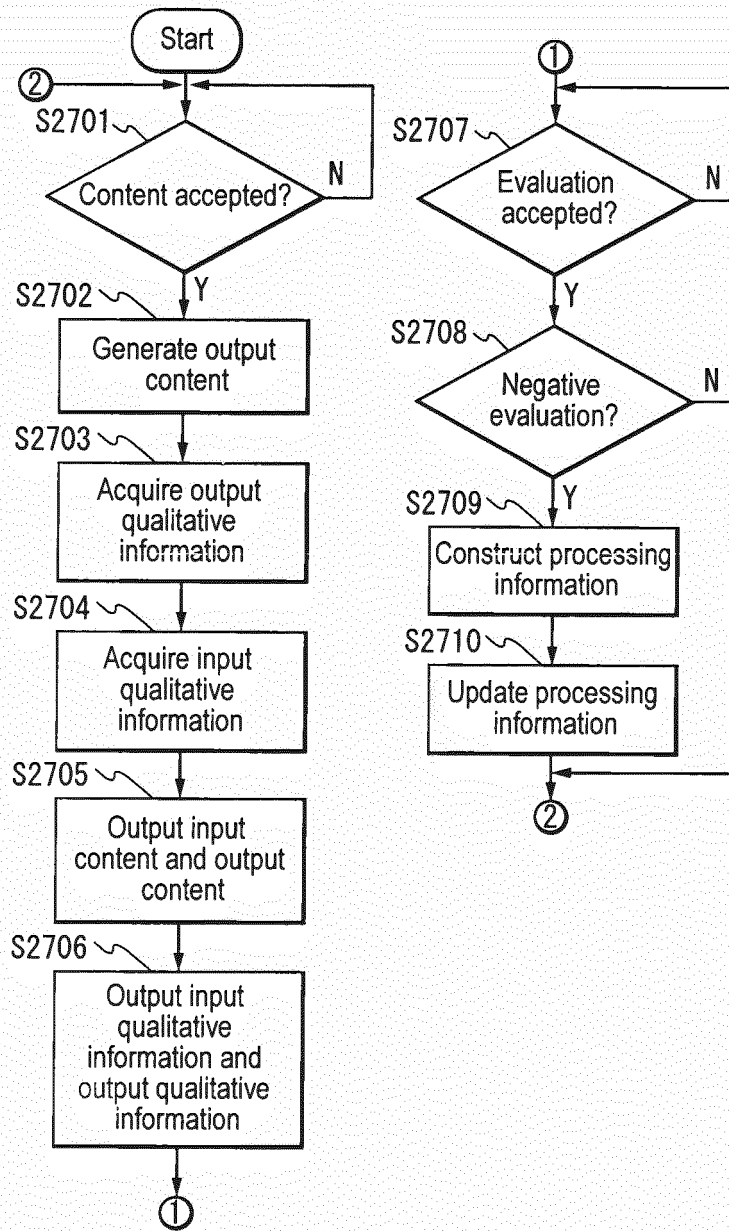 Start
2
S2701
Content accepted?
N
Y
S2702
Generate output
content
S2703
Acquire output
qualitative
information
S2704
Acquire input
qualitative
information
S2705
Output input
content and output
content
S2706
Output input
qualitative
information and
output qualitative
information
1
1
S2707
Evaluation
accepted?
N
Y
S2708
Negative
evaluation?
N
Y
S2709
Construct processing
information
S2710
Update processing
information
2